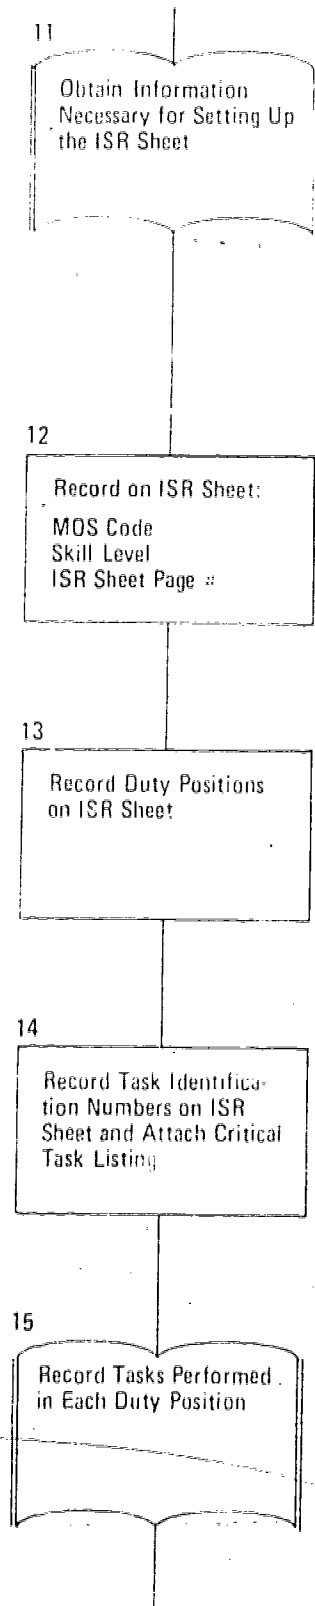 11
Obtain Information
Necessary for Setting Up
the ISR Sheet
12
Record on ISR Sheet:
MOS Code
Skill Level
ISR Sheet Page #
13
Record Duty Positions
on ISR Sheet
14
Record Task Identifica-
tion Numbers on ISR
Sheet and Attach Critical
Task Listing
15
Record Tasks Performed
in Each Duty Position